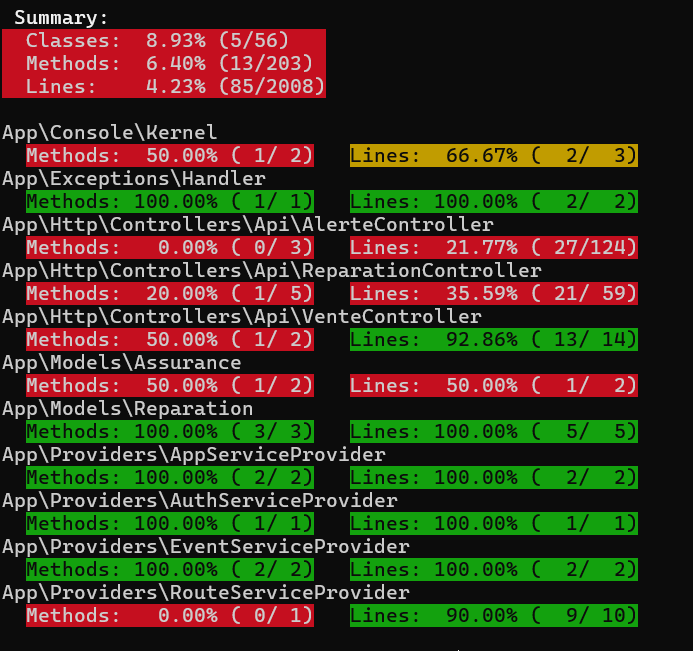 Summary:
Classes:  8.93% (5/56)
Methods:  6.40% (13/203)
Lines:    4.23% (85/2008)
App\Console\Kernel
Methods:  50.00% ( 1/ 2)   Lines:  66.67% (  2/  3)
App\Exceptions\Handler
Methods: 100.00% ( 1/ 1)   Lines: 100.00% (  2/  2)
App\Http\Controllers\Api\AlerteController
Methods:   0.00% ( 0/ 3)   Lines:  21.77% ( 27/124)
App\Http\Controllers\Api\ReparationController
Methods:  20.00% ( 1/ 5)   Lines:  35.59% ( 21/ 59)
App\Http\Controllers\Api\VenteController
Methods:  50.00% ( 1/ 2)   Lines:  92.86% ( 13/ 14)
App\Models\Assurance
Methods:  50.00% ( 1/ 2)   Lines:  50.00% (  1/  2)
App\Models\Reparation
Methods: 100.00% ( 3/ 3)   Lines: 100.00% (  5/  5)
App\Providers\AppServiceProvider
Methods: 100.00% ( 2/ 2)   Lines: 100.00% (  2/  2)
App\Providers\AuthServiceProvider
Methods: 100.00% ( 1/ 1)   Lines: 100.00% (  1/  1)
App\Providers\EventServiceProvider
Methods: 100.00% ( 2/ 2)   Lines: 100.00% (  2/  2)
App\Providers\RouteServiceProvider
Methods:   0.00% ( 0/ 1)   Lines:  90.00% (  9/ 10)